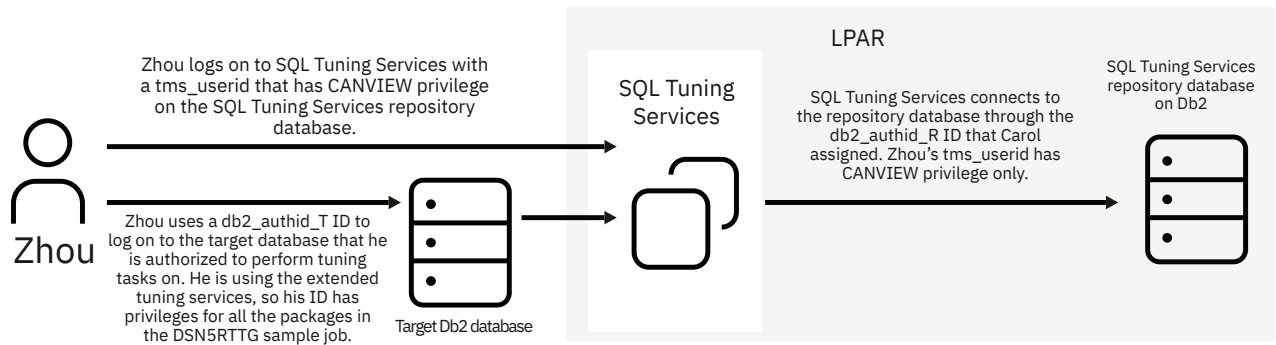 Zhou logs on to SQL Tuning Services with
a tms_userid that has CANVIEW privilege
on the SQL Tuning Services repository
database.
Zhou
Zhou uses a db2_authid_T ID to
log on to the target database that he
is authorized to perform tuning
tasks on. He is using the extended
tuning services, so his ID has
privileges for all the packages in
the DSN5RTTG sample job.
Target Db2 database
LPAR
SQL Tuning
Services
SQL Tuning Services connects to
the repository database through the
db2_authid_R ID that Carol
assigned. Zhou’s tms_userid has
CANVIEW privilege only.
SQL Tuning Services
repository database
on Db2